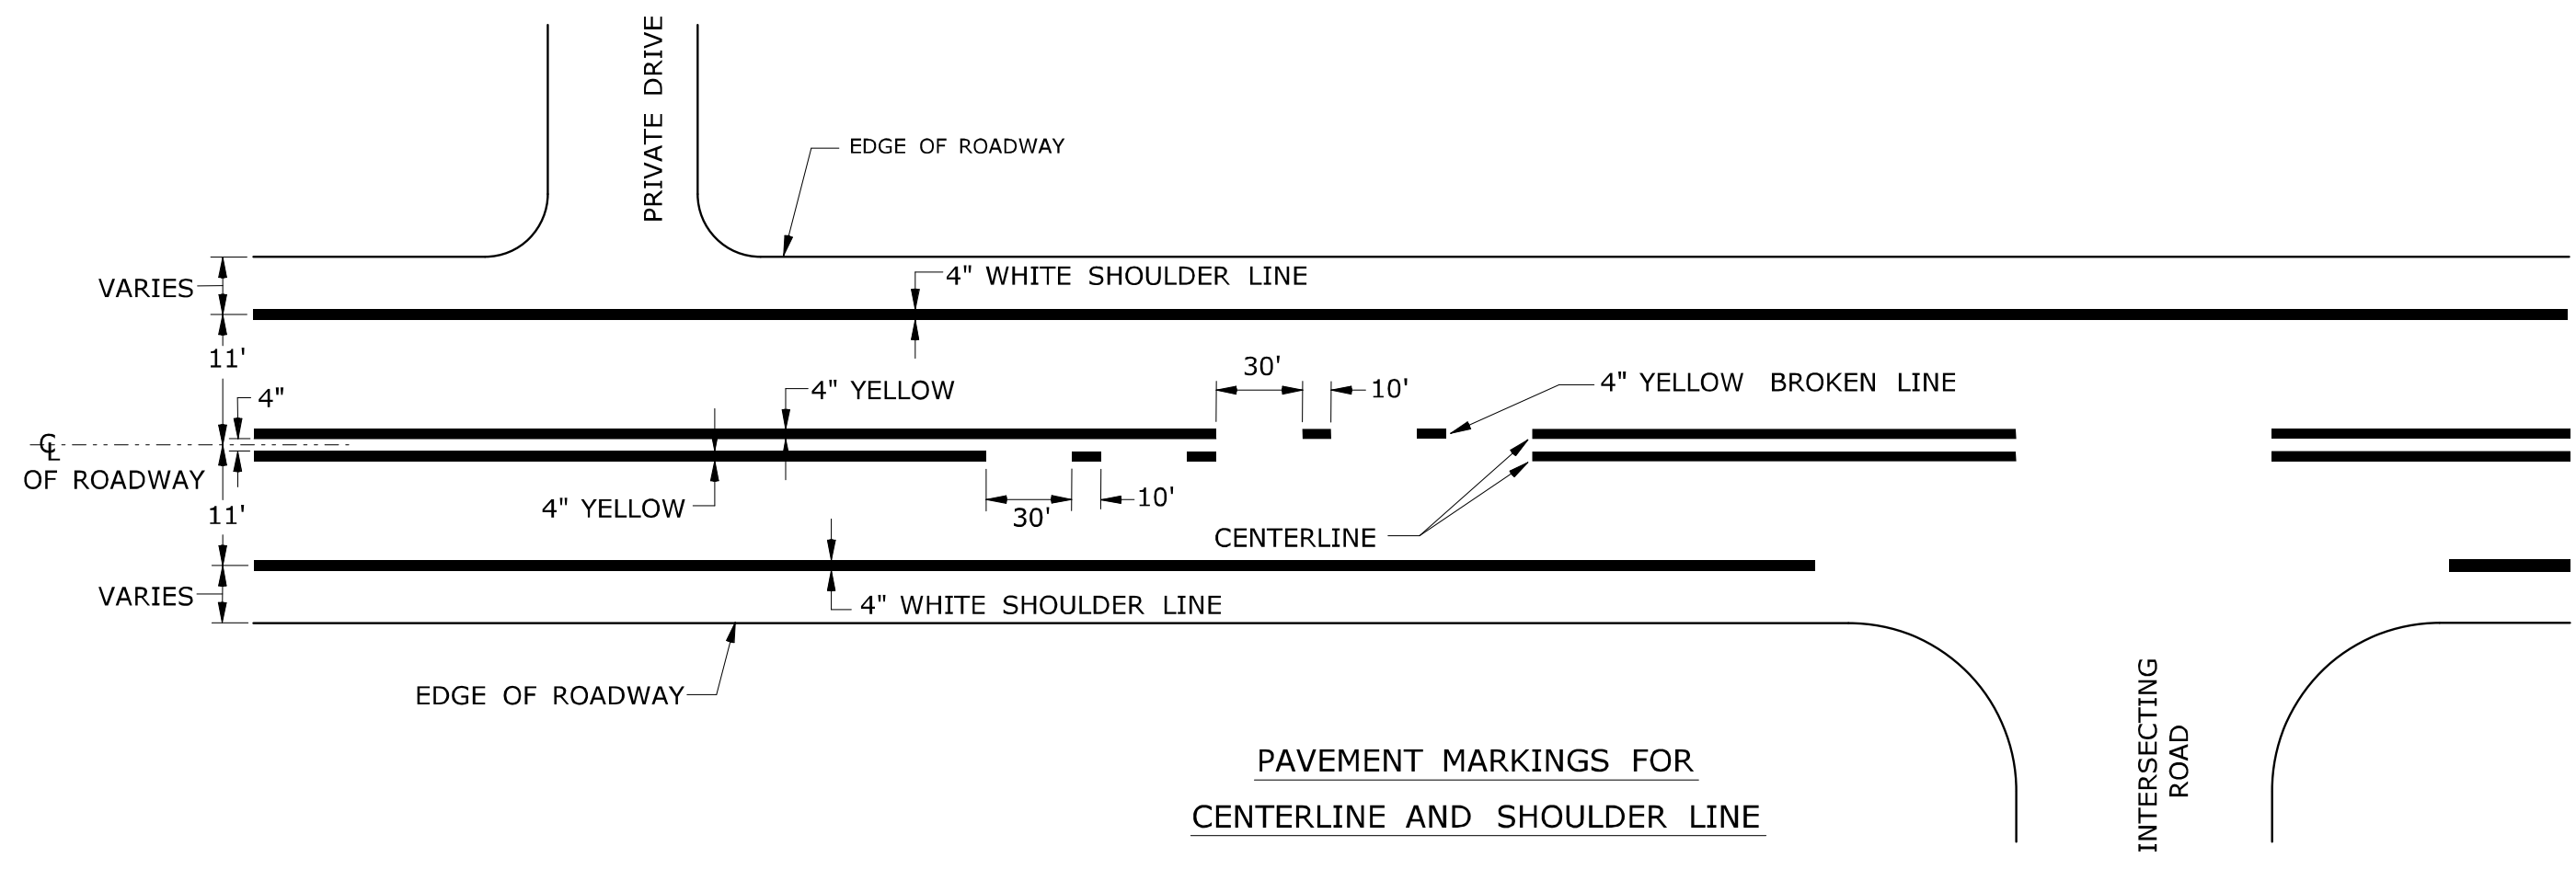 PRIVATE DRIVE
EDGE OF ROADWAY
VARIES
4" WHITE SHOULDER LINE
11'
30'
10'
4" YELLOW BROKEN LINE
4" YELLOW
4"
CL
OF ROADWAY
4" YELLOW
30'
10'
11'
CENTERLINE
VARIES
4" WHITE SHOULDER LINE
EDGE OF ROADWAY
INTERSECTING
ROAD
PAVEMENT MARKINGS FOR
CENTERLINE AND SHOULDER LINE